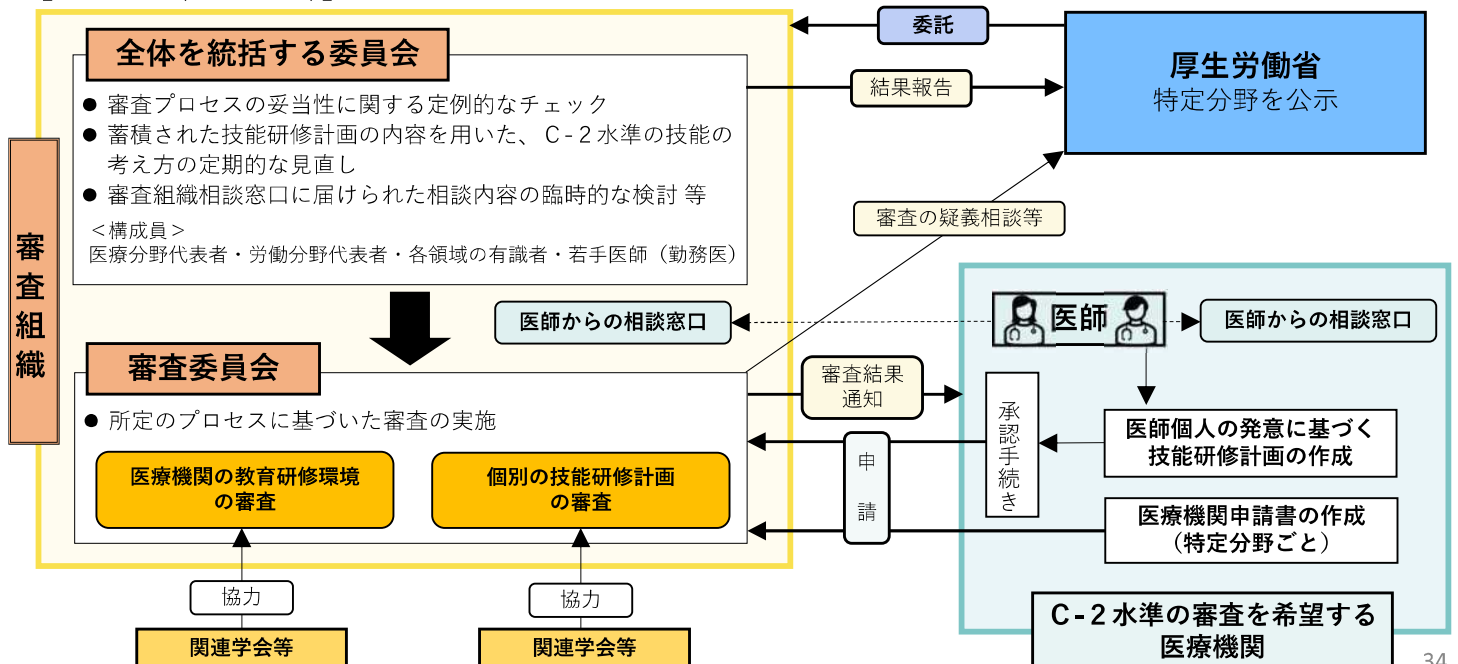 委託
厚生労働省
特定分野を公示
結果報告
審査の疑義相談等
審査組織
全体を統括する委員会
● 審査プロセスの妥当性に関する定例的なチェック
● 蓄積された技能研修計画の内容を用いた、C-2水準の技能の
考え方の定期的な見直し
● 審査組織相談窓口に届けられた相談内容の臨時的な検討 等
<構成員>
医療分野代表者・労働分野代表者・各領域の有識者・若手医師（勤務医）
医師からの相談窓口
医師
医師からの相談窓口
審査委員会
● 所定のプロセスに基づいた審査の実施
医療機関の教育研修環境
の審査
個別の技能研修計画
の審査
審査結果
通知
申請
承認手続き
医師個人の発意に基づく
技能研修計画の作成
医療機関申請書の作成
（特定分野ごと）
協力
協力
関連学会等
関連学会等
C-2水準の審査を希望する
医療機関
34